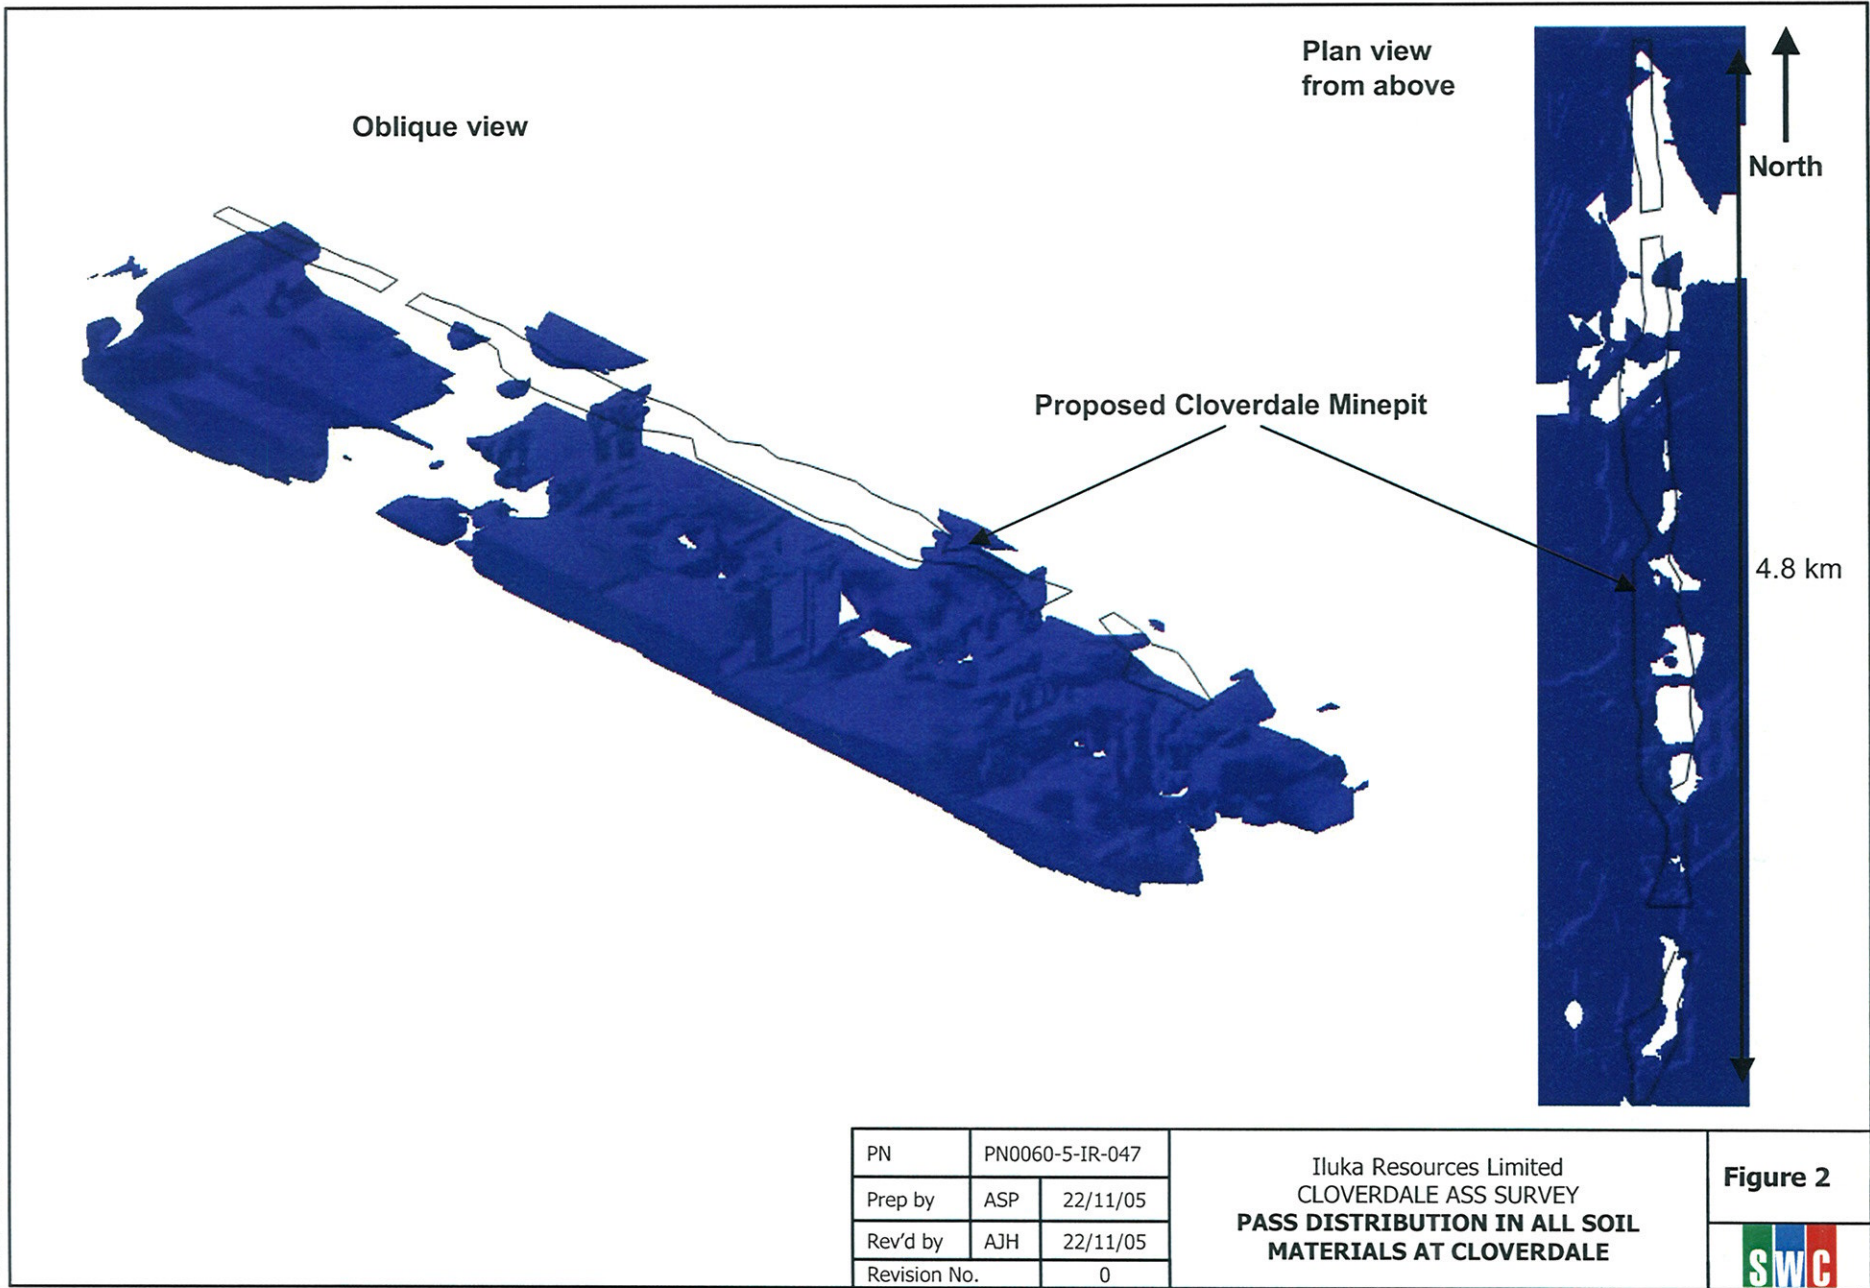 Plan view
from above
Oblique view
North
Proposed Cloverdale Minepit
4.8 km
PN PN0060-5-IR-047
Prep by ASP 22/11/05
Rev'd by AJH 22/11/05
Revision No. 0
Iluka Resources Limited
CLOVERDALE ASS SURVEY
PASS DISTRIBUTION IN ALL SOIL
MATERIALS AT CLOVERDALE
Figure 2
SWC